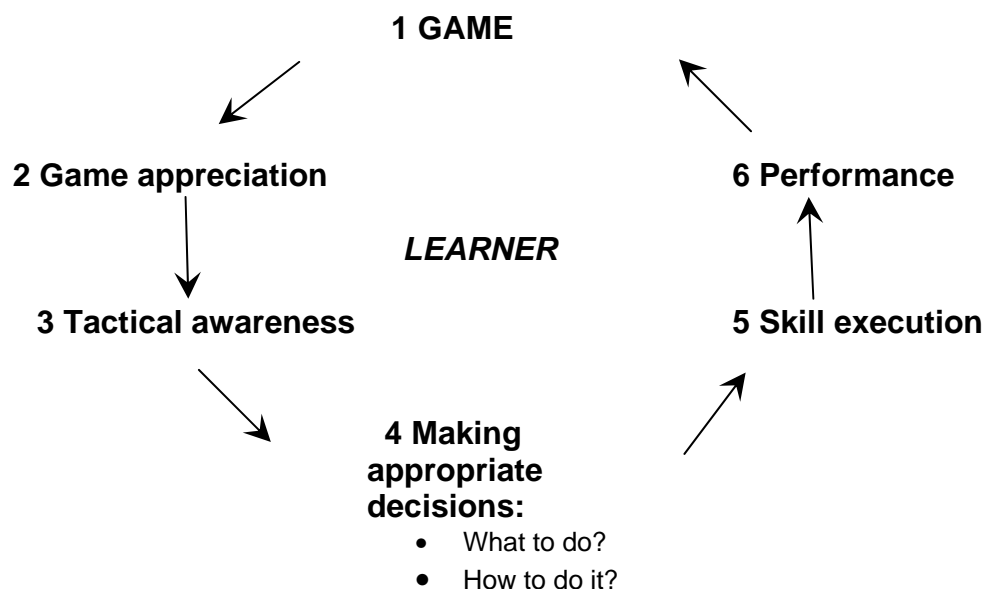 1 GAME
2 Game appreciation
6 Performance
LEARNER
3 Tactical awareness
5 Skill execution
4 Making
appropriate
decisions:
• What to do?
• How to do it?